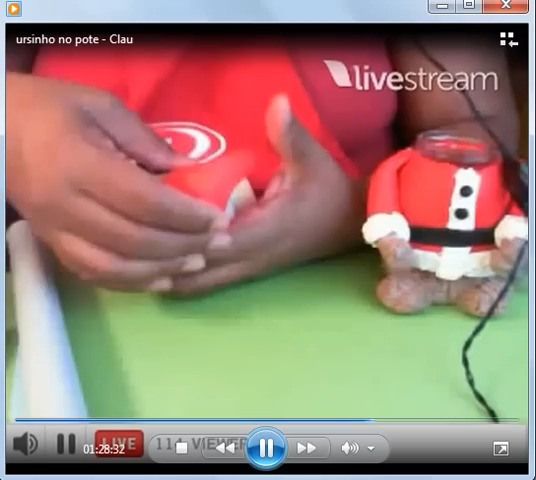 ursinho no pote - Clau
livestream
LIVE
114 VIEWER
01:28:32